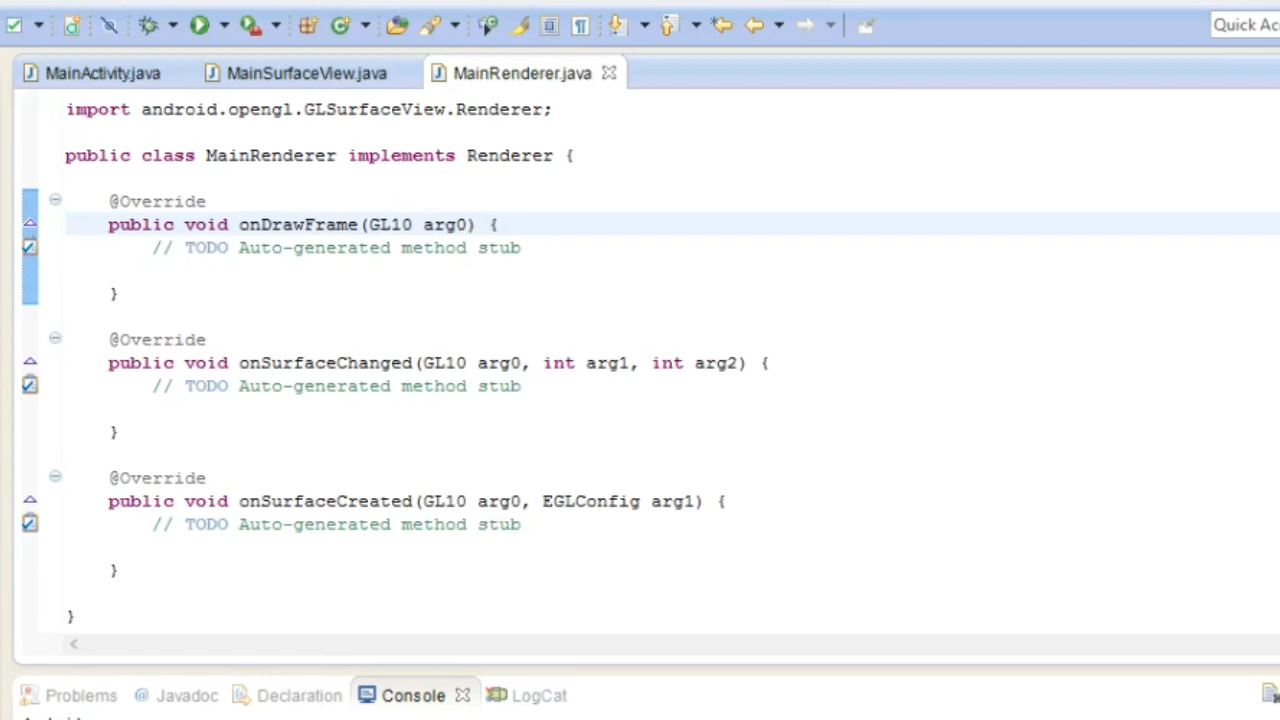 Quick Ac
MainActivity.java MainSurfaceView.java MainRenderer.java
import android.opengl.GLSurfaceView.Renderer;
public class MainRenderer implements Renderer {
@Override
public void onDrawFrame(GL10 arg0) {
// TODO Auto-generated method stub
}
@Override
public void onSurfaceChanged(GL10 arg0, int arg1, int arg2) {
// TODO Auto-generated method stub
}
@Override
public void onSurfaceCreated(GL10 arg0, EGLConfig arg1) {
// TODO Auto-generated method stub
}
}
Problems @ Javadoc Declaration Console LogCat